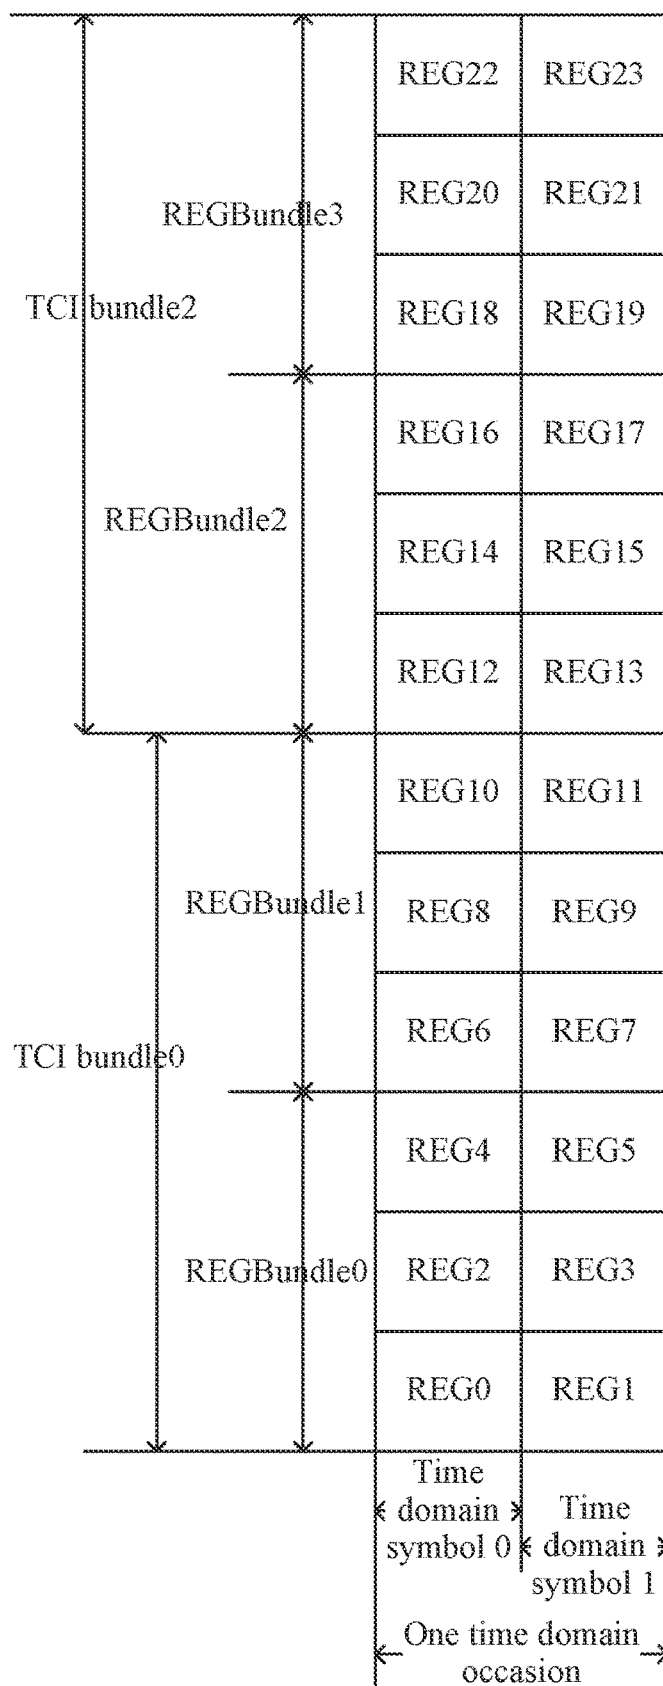 REG22 REG23
REGBundle3
REG20 REG21
TCI bundle2
REG18 REG19
REG16 REG17
REGBundle2
REG14 REG15
REG12 REG13
REG10 REG11
REGBundle1
REG8 REG9
REG6 REG7
TCI bundle0
REG4 REG5
REGBundle0
REG2 REG3
REG0 REG1
Time
domain
symbol 0
Time
domain
symbol 1
One time domain
occasion